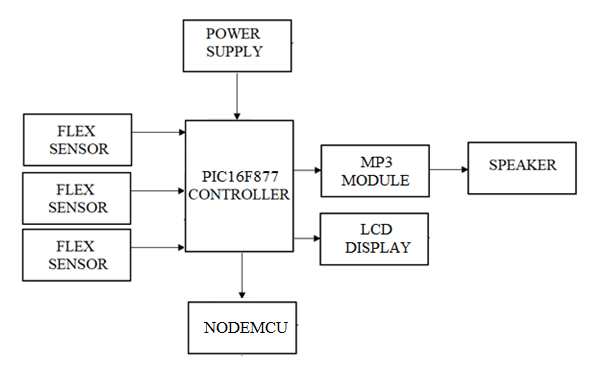 POWER
SUPPLY
FLEX
SENSOR
FLEX
SENSOR
FLEX
SENSOR
PIC16F877
CONTROLLER
MP3
MODULE
SPEAKER
LCD
DISPLAY
NODEMCU